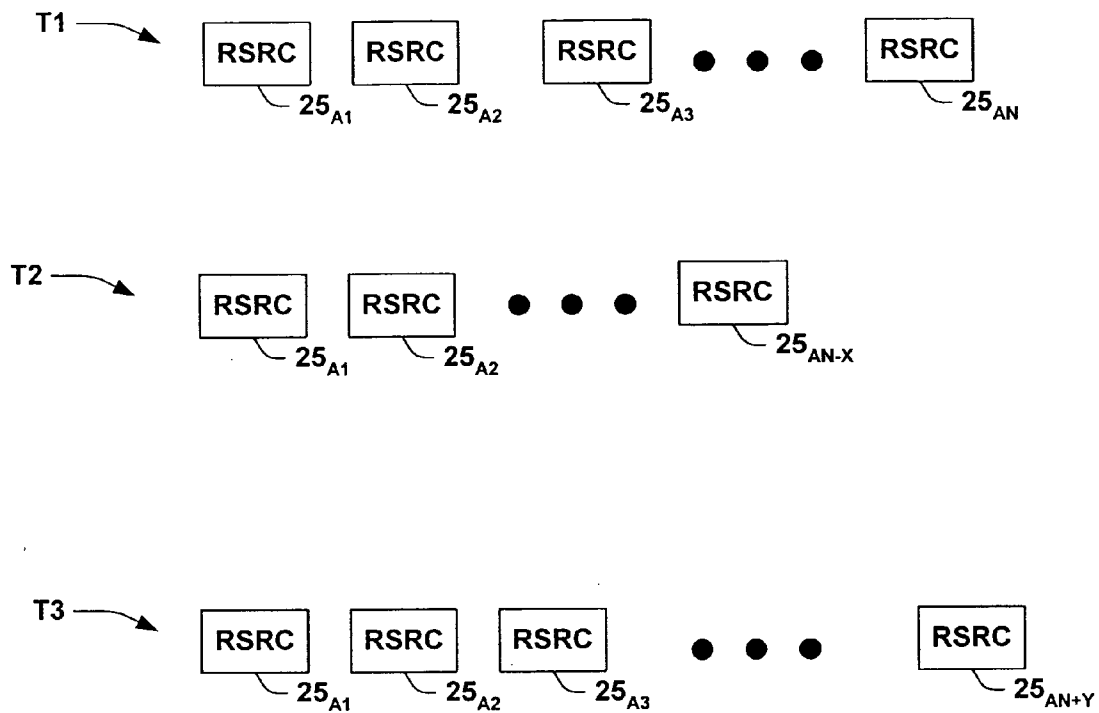 T1
RSRC RSRC RSRC RSRC
25A1 25A2 25A3 25AN
T2
RSRC RSRC RSRC
25A1 25A2 25AN-X
T3
RSRC RSRC RSRC RSRC
25A1 25A2 25A3 25AN+Y